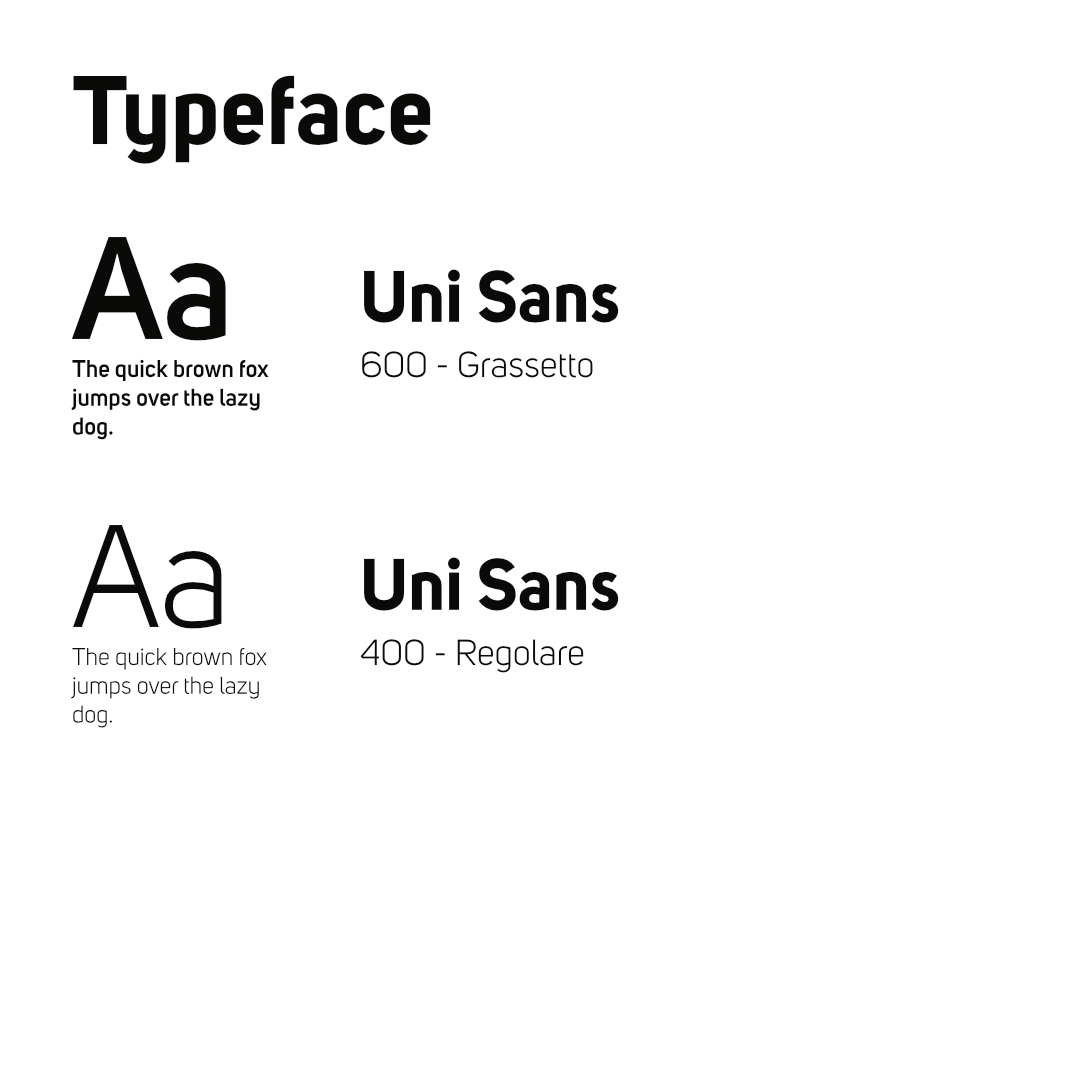 Typeface
Aa
The quick brown fox
jumps over the lazy
dog.
Uni Sans
600 - Grassetto
Aa
The quick brown fox
jumps over the lazy
dog.
Uni Sans
400 - Regolare